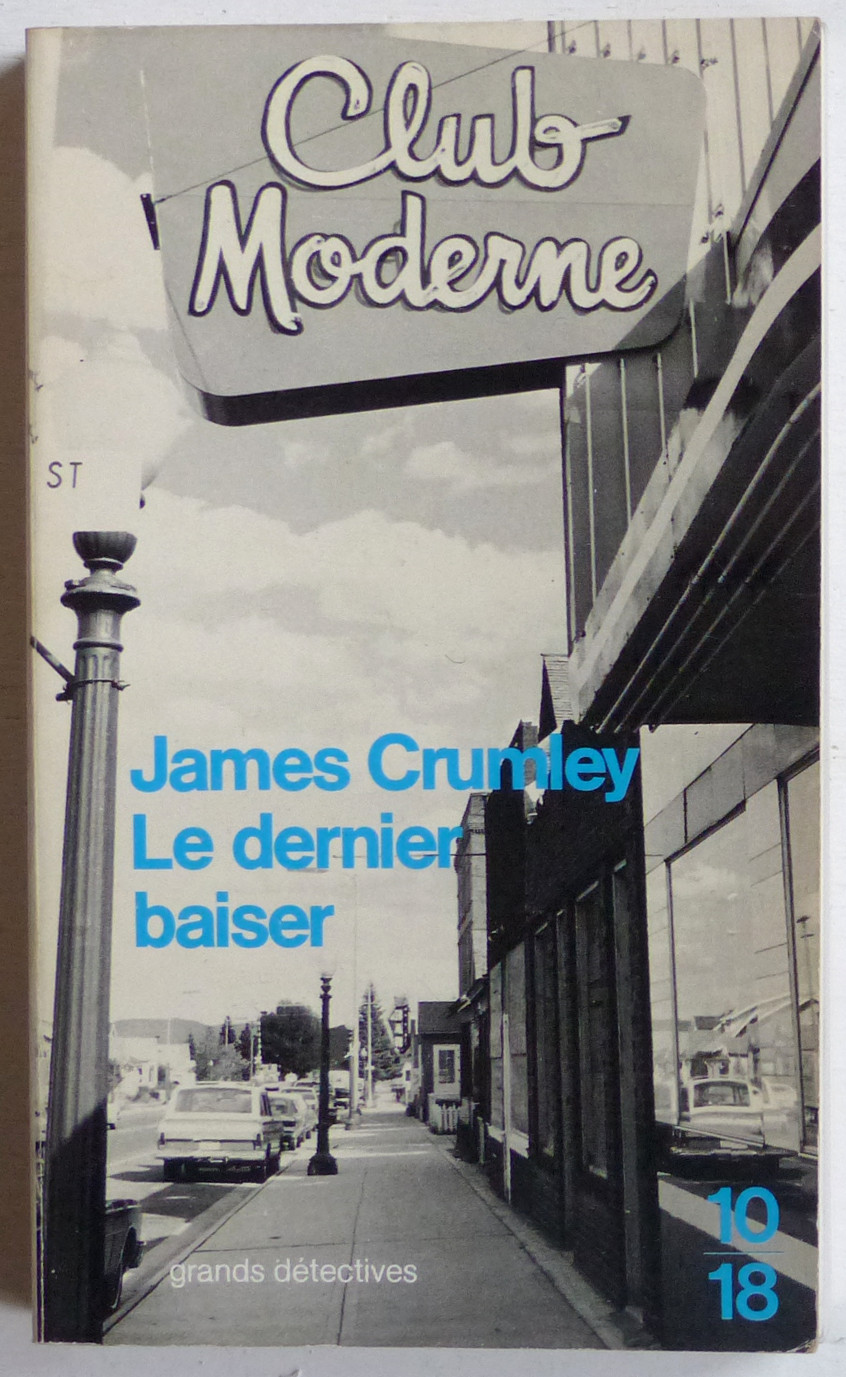 Club
Moderne
ST
James Crumley
Le dernier
baiser
grands détectives
10
18